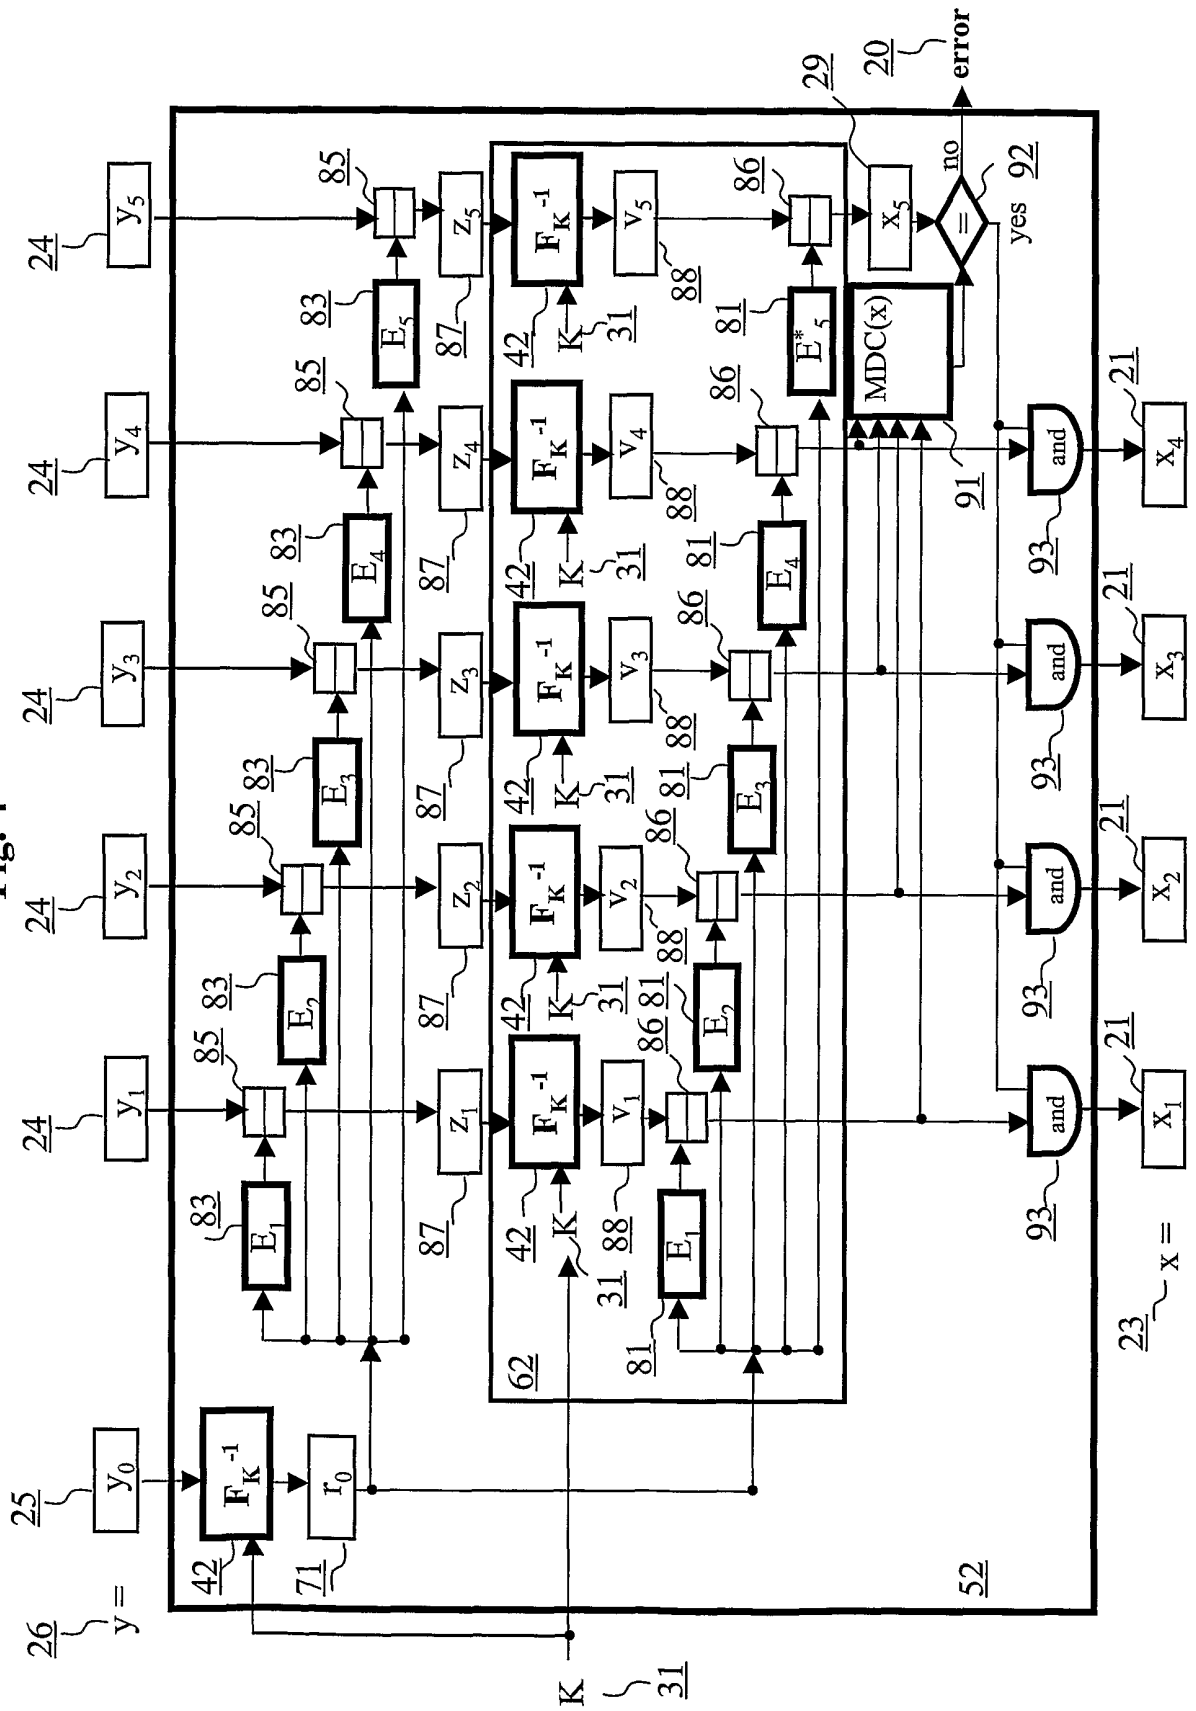 Fig.
26 25 24 24 24 24 24
y = y0 y1 y2 y3 y4 y5
42 83 85 83 85 83 85 83 85 83 85
FK-1
E1 E2 E3 E4 E5
71 r0
87 87 87 87 87
z1 z2 z3 z4 z5
62
42 42 42 42 42
FK-1 FK-1 FK-1 FK-1 FK-1
K K K K K K
31 31 31 31 31 31
88 88 88 88 88
v1 v2 v3 v4 v5
81 86 81 86 81 86 81 86 81 86
E1 E2 E3 E4 E*5
29
x5
91 MDC(x)
20
error
no
= 92
yes
52
and and and and
93 93 93 93
21 21 21 21
23 x = x1 x2 x3 x4